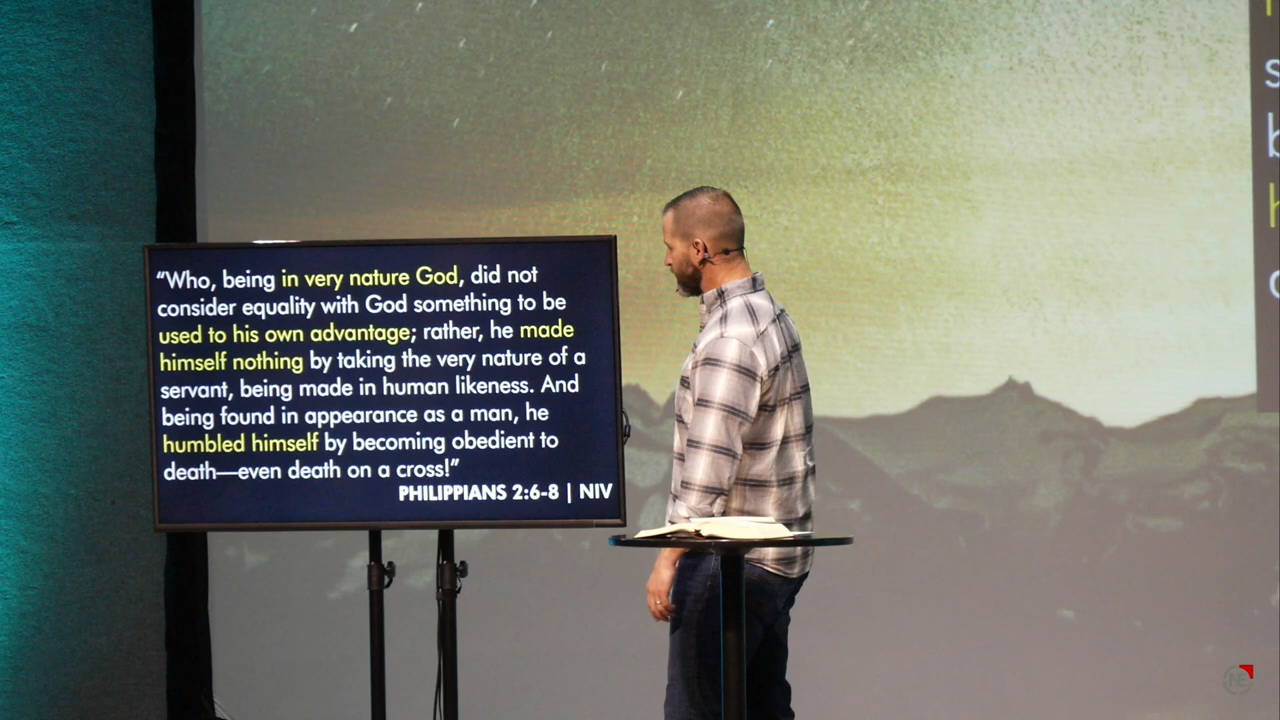 “Who, being in very nature God, did not
consider equality with God something to be
used to his own advantage; rather, he made
himself nothing by taking the very nature of a
servant, being made in human likeness. And
being found in appearance as a man, he
humbled himself by becoming obedient to
death—even death on a cross!”
PHILIPPIANS 2:6-8 | NIV